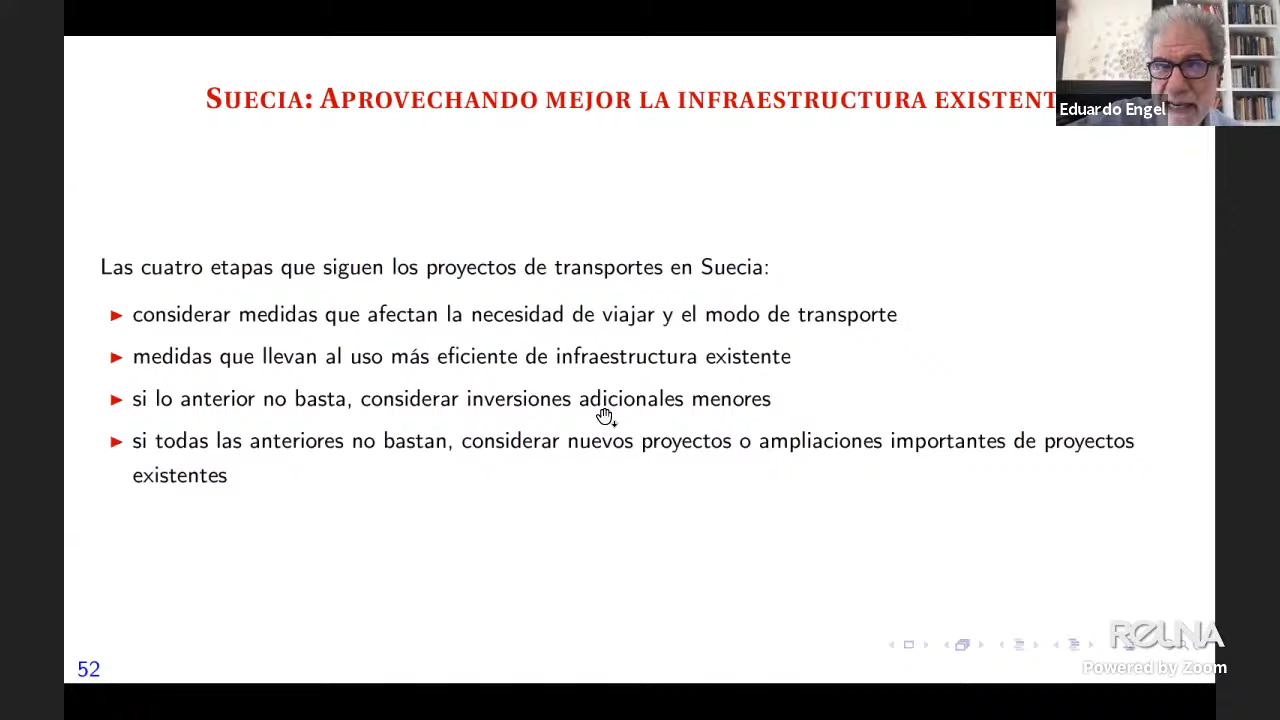 SUECIA: APROVECHANDO MEJOR LA INFRAESTRUCTURA EXISTENT
Eduardo Engel
Las cuatro etapas que siguen los proyectos de transportes en Suecia:
considerar medidas que afectan la necesidad de viajar y el modo de transporte
medidas que llevan al uso más eficiente de infraestructura existente
si lo anterior no basta, considerar inversiones adicionales menores
si todas las anteriores no bastan, considerar nuevos proyectos o ampliaciones importantes de proyectos
existentes
REUNA
Powered by Zoom
52